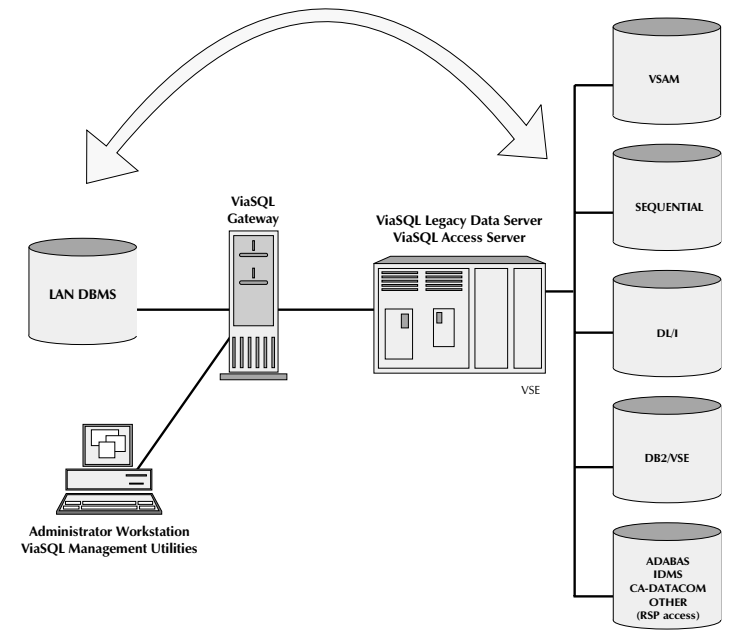 VSAM
SEQUENTIAL
ViaSQL
Gateway
ViaSQL Legacy Data Server
ViaSQL Access Server
LAN DBMS
DL/I
VSE
DB2/VSE
Administrator Workstation
ViaSQL Management Utilities
ADABAS
IDMS
CA-DATACOM
OTHER
(RSP access)